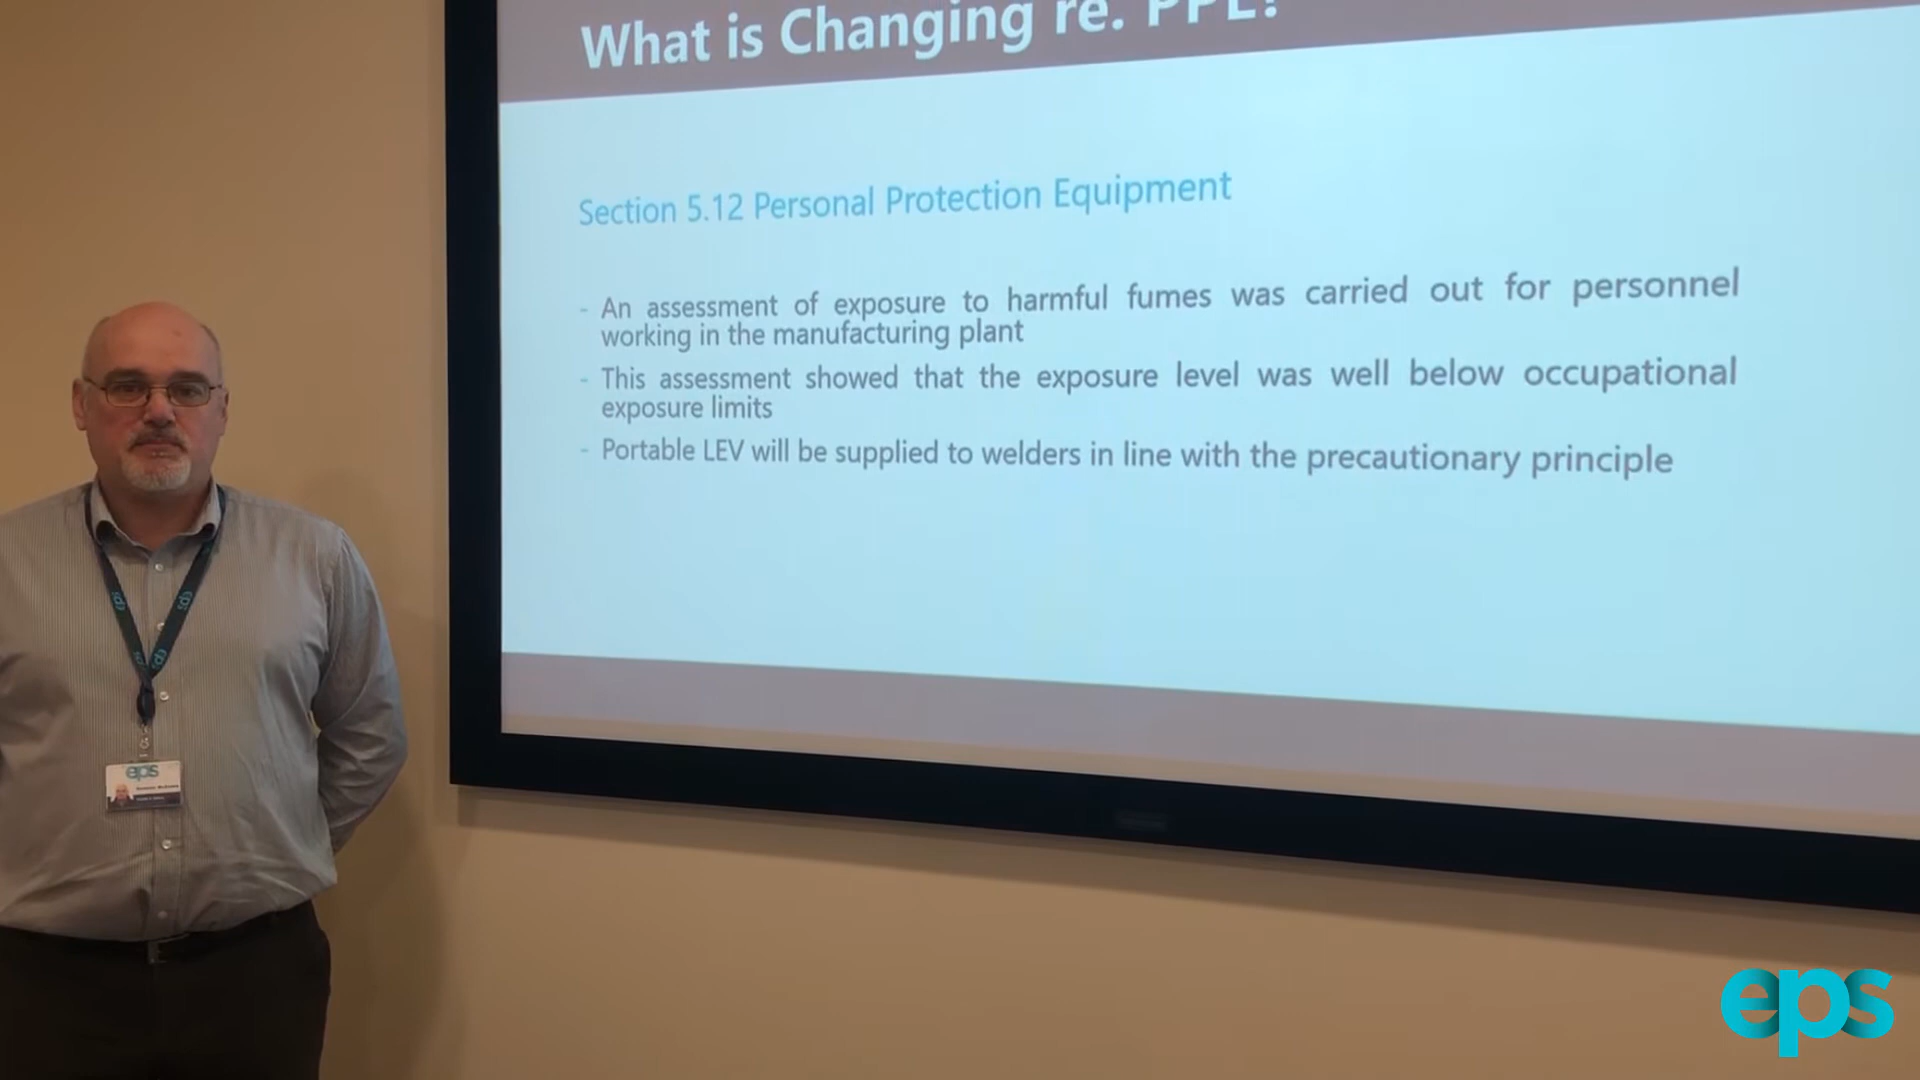 What is Changing re. PPE?
Section 5.12 Personal Protection Equipment
- An assessment of exposure to harmful fumes was carried out for personnel
working in the manufacturing plant
- This assessment showed that the exposure level was well below occupational
exposure limits
- Portable LEV will be supplied to welders in line with the precautionary principle
eps
eps
eps
eps
eps
eps